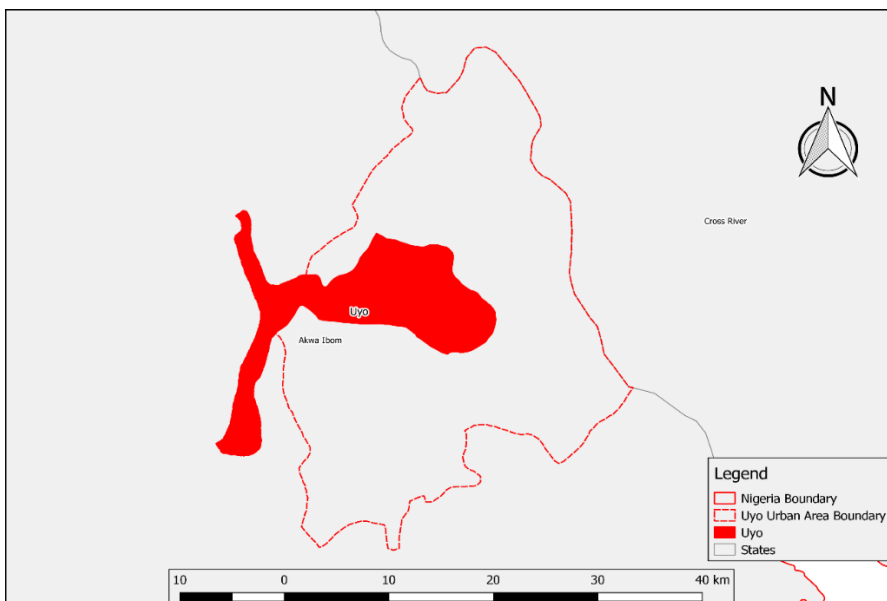 N
Cross River
Uyo
Akwa Ibom
Legend
Nigeria Boundary
Uyo Urban Area Boundary
Uyo
States
10 0 10 20 30 40 km